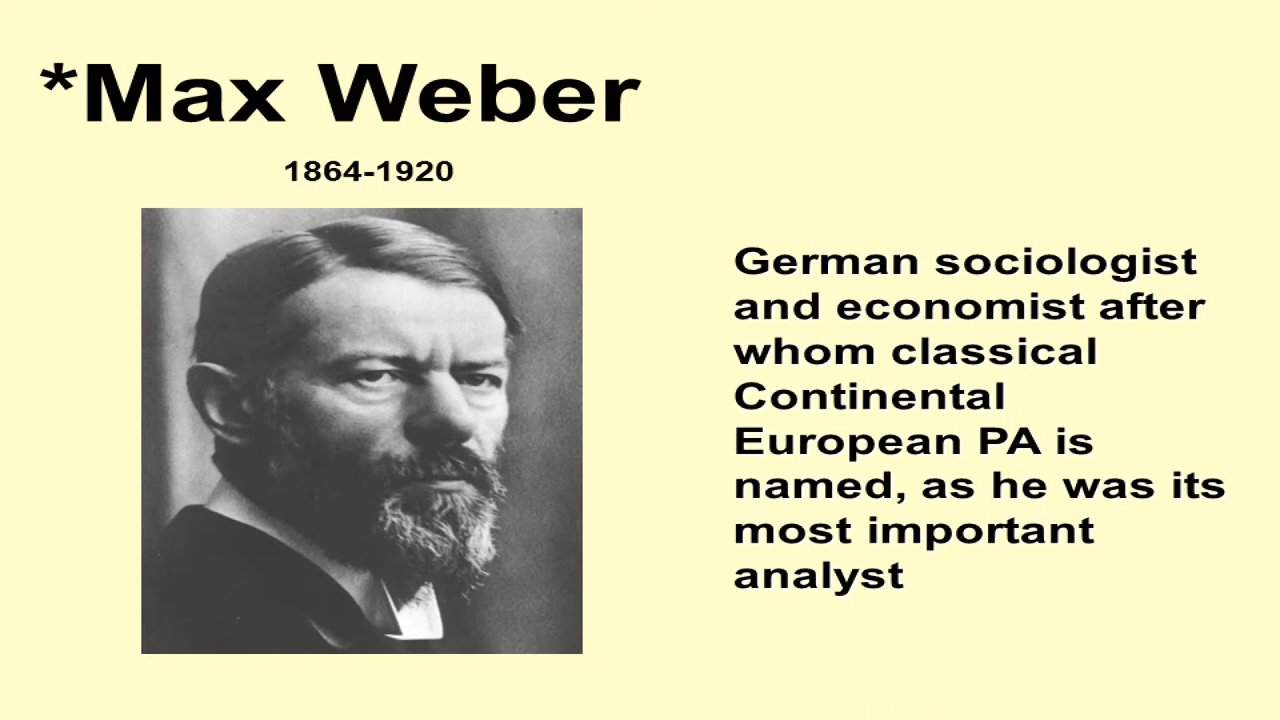 *Max Weber
1864-1920
German sociologist
and economist after
whom classical
Continental
European PA is
named, as he was its
most important
analyst